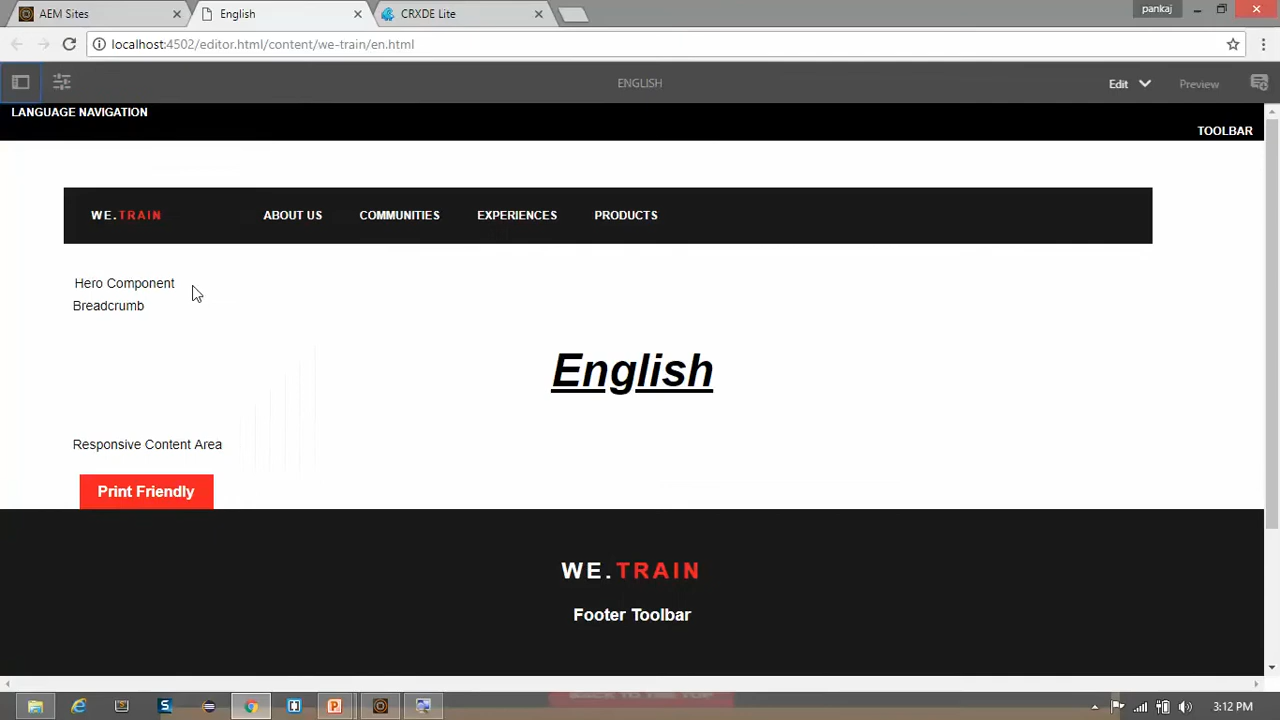 AEM Sites
English
CRXDE Lite
pankaj
localhost:4502/editor.html/content/we-train/en.html
ENGLISH
Edit
Preview
LANGUAGE NAVIGATION
TOOLBAR
WE.TRAIN ABOUT US COMMUNITIES EXPERIENCES PRODUCTS
Hero Component
Breadcrumb
English
Responsive Content Area
Print Friendly
WE.TRAIN
Footer Toolbar
3:12 PM